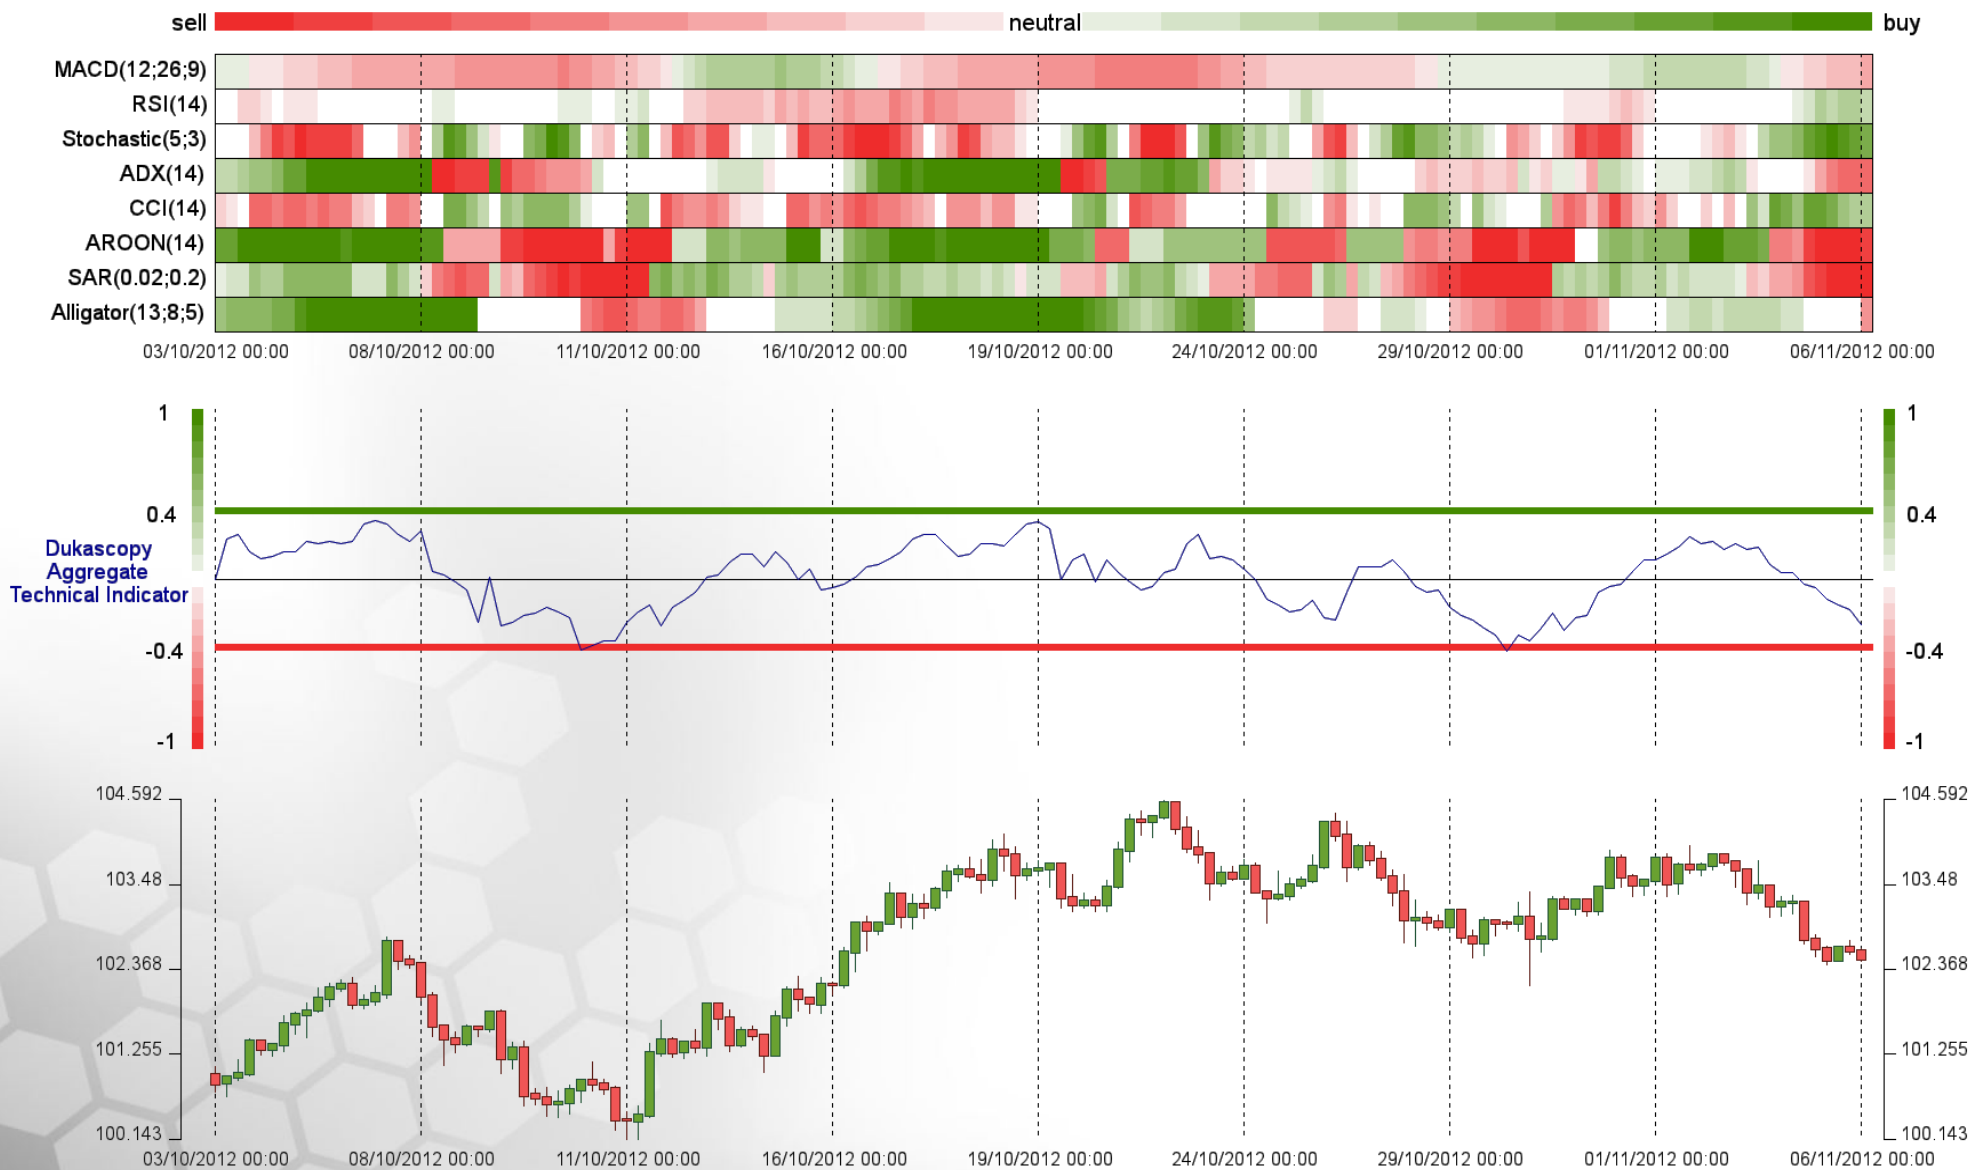 sell neutral buy
MACD(12;26;9)
RSI(14)
Stochastic(5;3)
ADX(14)
CCI(14)
AROON(14)
SAR(0.02;0.2)
Alligator(13;8;5)
03/10/2012 00:00 08/10/2012 00:00 11/10/2012 00:00 16/10/2012 00:00 19/10/2012 00:00 24/10/2012 00:00 29/10/2012 00:00 01/11/2012 00:00 06/11/2012 00:00
1 1
0.4 0.4
Dukascopy
Aggregate
Technical Indicator
-0.4 -0.4
-1 -1
104.592 104.592
103.48 103.48
102.368 102.368
101.255 101.255
100.143 100.143
03/10/2012 00:00 08/10/2012 00:00 11/10/2012 00:00 16/10/2012 00:00 19/10/2012 00:00 24/10/2012 00:00 29/10/2012 00:00 01/11/2012 00:00 06/11/2012 00:00